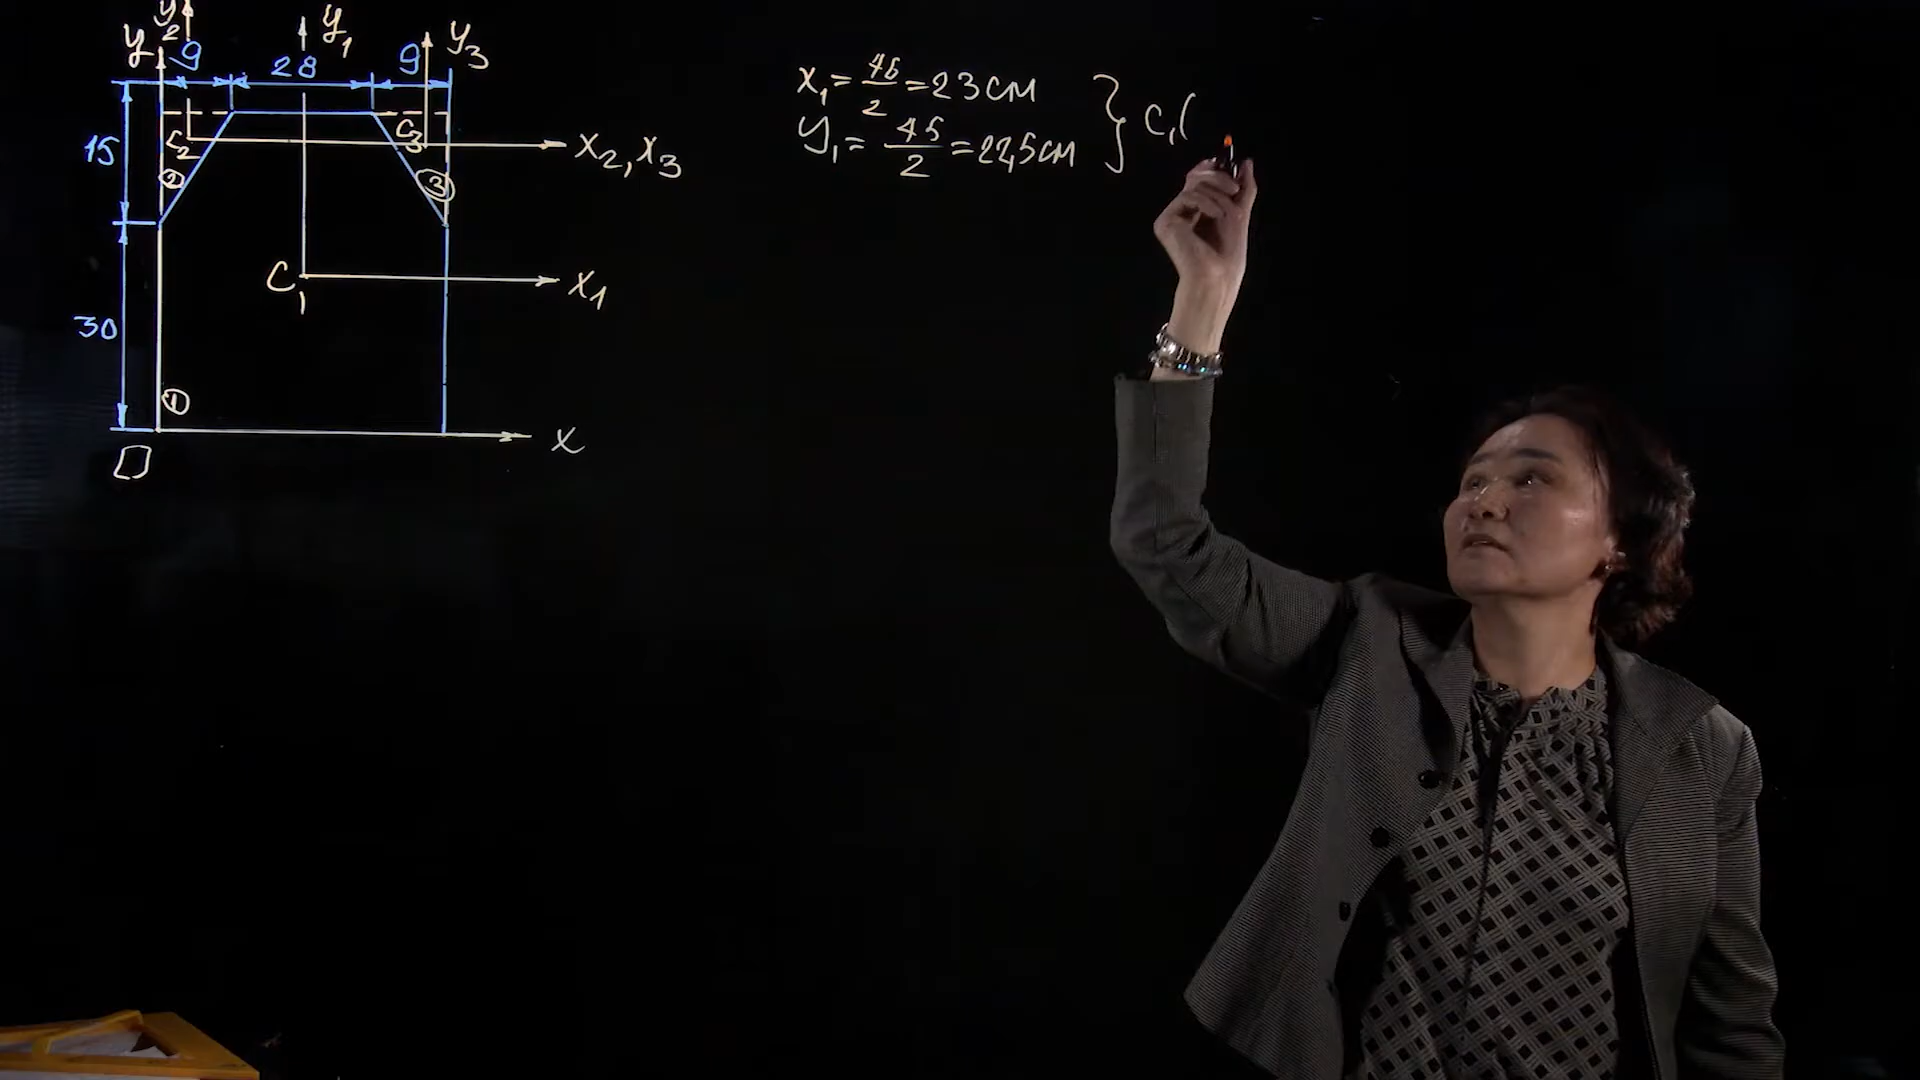 y y₂ y₁ y₃
9 28 9
15 C₂ C₃ x₂, x₃
② ③
30 C₁ x₁
①
0 x
x₁ = 46/2 = 23 см
y₁ = 45/2 = 22,5 см } C₁(